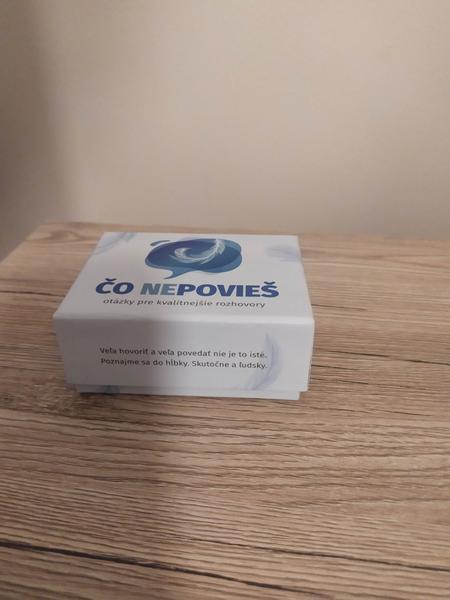 ČO NEPOVIEŠ
otázky pre kvalitnejšie rozhovory
Veľa hovoriť a veľa povedať nie je to isté.
Poznajme sa do hĺbky. Skutočne a ľudsky.